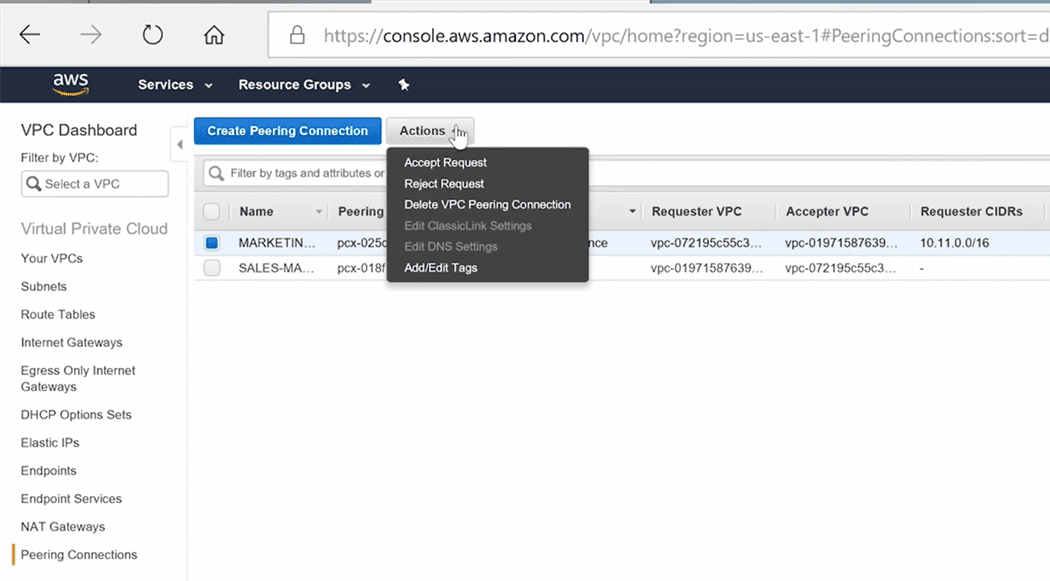 https://console.aws.amazon.com/vpc/home?region=us-east-1#PeeringConnections:sort=d
aws
Services
Resource Groups
VPC Dashboard
Filter by VPC:
Select a VPC
Virtual Private Cloud
Your VPCs
Subnets
Route Tables
Internet Gateways
Egress Only Internet
Gateways
DHCP Options Sets
Elastic IPs
Endpoints
Endpoint Services
NAT Gateways
Peering Connections
Create Peering Connection
Actions
Accept Request
Reject Request
Delete VPC Peering Connection
Edit ClassicLink Settings
Edit DNS Settings
Add/Edit Tags
Filter by tags and attributes or
Name Peering Requester VPC Accepter VPC Requester CIDRs
MARKETIN... pcx-025c nce vpc-072195c55c3... vpc-01971587639... 10.11.0.0/16
SALES-MA... pcx-018f vpc-01971587639... vpc-072195c55c3... -